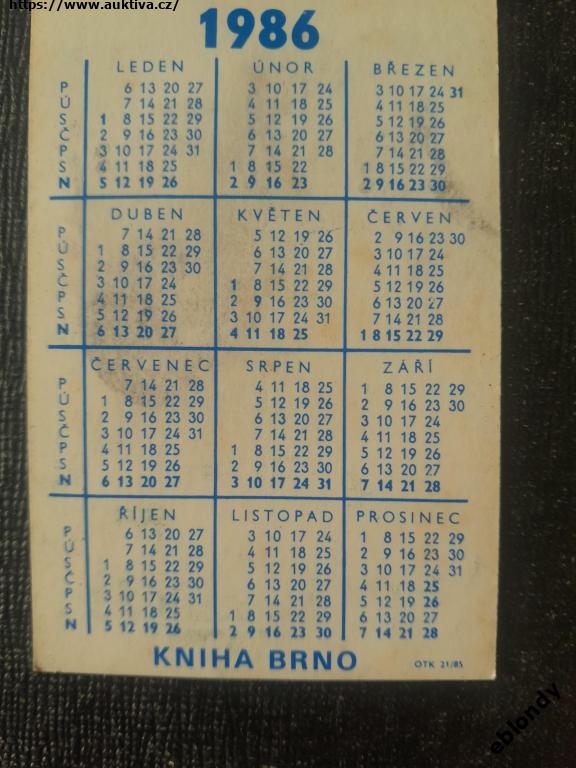 https://www.auktiva.cz/
1986
LEDEN ÚNOR BŘEZEN
P 6 13 20 27 3 10 17 24 3 10 17 24 31
Ú 7 14 21 28 4 11 18 25 4 11 18 25
S 1 8 15 22 29 5 12 19 26 5 12 19 26
Č 2 9 16 23 30 6 13 20 27 6 13 20 27
P 3 10 17 24 31 7 14 21 28 7 14 21 28
S 4 11 18 25 1 8 15 22 1 8 15 22 29
N 5 12 19 26 2 9 16 23 2 9 16 23 30
DUBEN KVĚTEN ČERVEN
P 7 14 21 28 5 12 19 26 2 9 16 23 30
Ú 1 8 15 22 29 6 13 20 27 3 10 17 24
S 2 9 16 23 30 7 14 21 28 4 11 18 25
Č 3 10 17 24 1 8 15 22 29 5 12 19 26
P 4 11 18 25 2 9 16 23 30 6 13 20 27
S 5 12 19 26 3 10 17 24 31 7 14 21 28
N 6 13 20 27 4 11 18 25 1 8 15 22 29
ČERVENEC SRPEN ZÁŘÍ
P 7 14 21 28 4 11 18 25 1 8 15 22 29
Ú 1 8 15 22 29 5 12 19 26 2 9 16 23 30
S 2 9 16 23 30 6 13 20 27 3 10 17 24
Č 3 10 17 24 31 7 14 21 28 4 11 18 25
P 4 11 18 25 1 8 15 22 29 5 12 19 26
S 5 12 19 26 2 9 16 23 30 6 13 20 27
N 6 13 20 27 3 10 17 24 31 7 14 21 28
ŘÍJEN LISTOPAD PROSINEC
P 6 13 20 27 3 10 17 24 1 8 15 22 29
Ú 7 14 21 28 4 11 18 25 2 9 16 23 30
S 1 8 15 22 29 5 12 19 26 3 10 17 24 31
Č 2 9 16 23 30 6 13 20 27 4 11 18 25
P 3 10 17 24 31 7 14 21 28 5 12 19 26
S 4 11 18 25 1 8 15 22 29 6 13 20 27
N 5 12 19 26 2 9 16 23 30 7 14 21 28
KNIHA BRNO OTK 21/85
eblondy